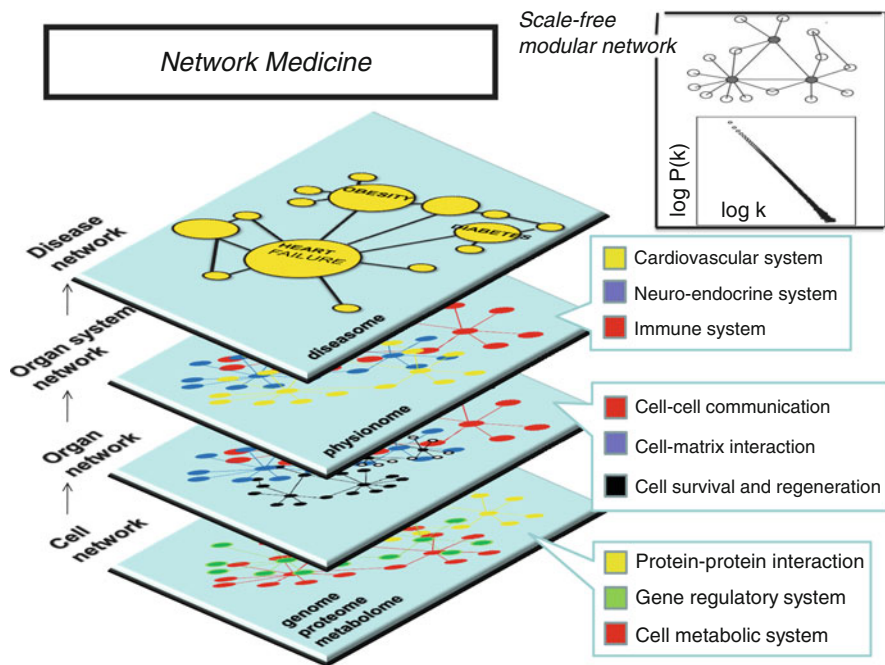 Network Medicine
Scale-free
modular network
log P(k)
log k
Disease
network
Organ system
network
Organ
network
Cell
network
OBESITY
DIABETES
HEART
FAILURE
diseasome
physionome
genome
proteome
metabolome
Cardiovascular system
Neuro-endocrine system
Immune system
Cell-cell communication
Cell-matrix interaction
Cell survival and regeneration
Protein-protein interaction
Gene regulatory system
Cell metabolic system